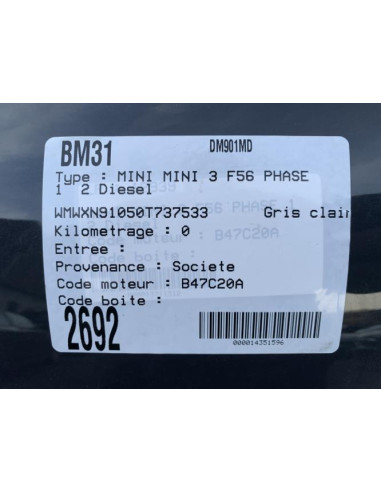 BM31 DM901MD
Type : MINI MINI 3 F56 PHASE
1 2 Diesel
WMWXN91050T737533 Gris clair
Kilometrage : 0
Entree :
Provenance : Societe
Code moteur : B47C20A
Code boite :
2692
000014351596